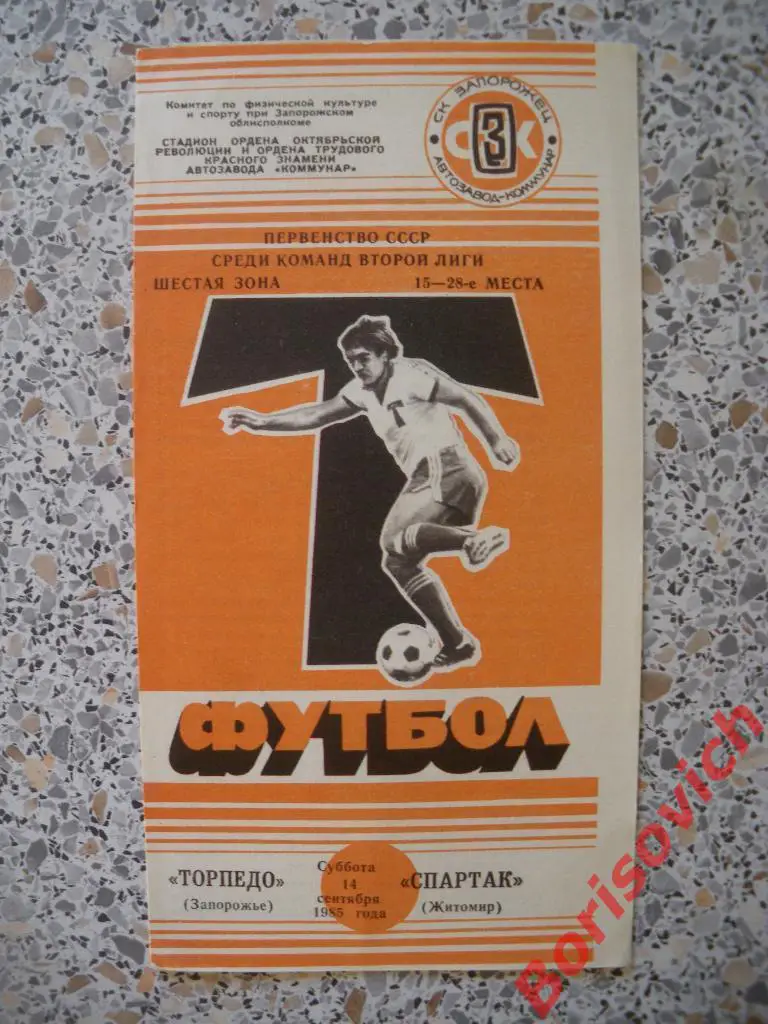 Комитет по физической культуре
и спорту при Запорожском
облисполкоме
СТАДИОН ОРДЕНА ОКТЯБРЬСКОЙ
РЕВОЛЮЦИИ И ОРДЕНА ТРУДОВОГО
КРАСНОГО ЗНАМЕНИ
АВТОЗАВОДА «КОММУНАР»
СК ЗАПОРОЖЕЦ
СЗК
АВТОЗАВОД-КОММУНАР
ПЕРВЕНСТВО СССР
СРЕДИ КОМАНД ВТОРОЙ ЛИГИ
ШЕСТАЯ ЗОНА 15—28-е МЕСТА
Т
Т
ФУТБОЛ
«ТОРПЕДО»
(Запорожье)
Суббота
14
сентября
1985 года
«СПАРТАК»
(Житомир)
Borisovich